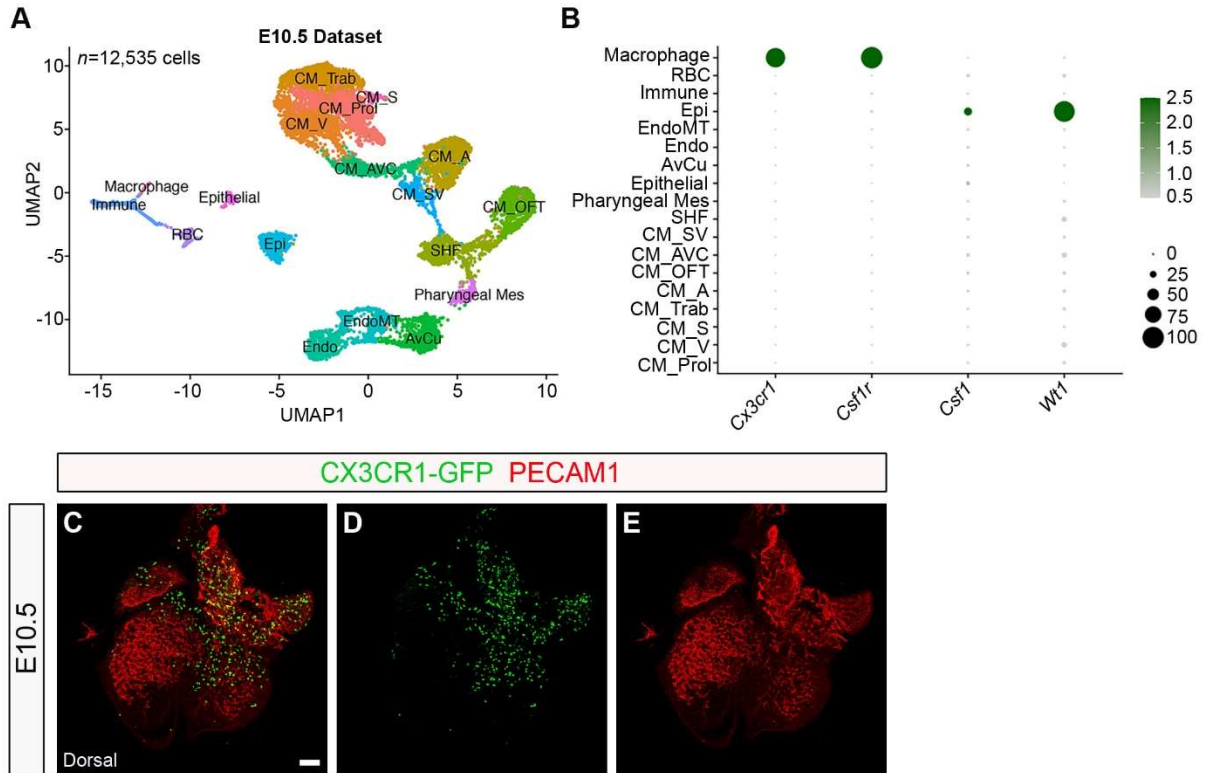 A
E10.5 Dataset
n=12,535 cells
UMAP2
10
5
0
-5
-10
CM_Trab
CM_S
CM_Prol
CM_V
CM_A
CM_AVC
Macrophage
Epithelial
CM_SV
Immune
CM_OFT
RBC
Epi
SHF
Pharyngeal Mes
EndoMT
AvCu
Endo
-15 -10 -5 0 5 10
UMAP1
B
Macrophage
RBC
Immune
Epi
EndoMT
Endo
AvCu
Epithelial
Pharyngeal Mes
SHF
CM_SV
CM_AVC
CM_OFT
CM_A
CM_Trab
CM_S
CM_V
CM_Prol
Cx3cr1 Csf1r Csf1 Wt1
2.5
2.0
1.5
1.0
0.5
0
25
50
75
100
CX3CR1-GFP PECAM1
E10.5
C D E
Dorsal